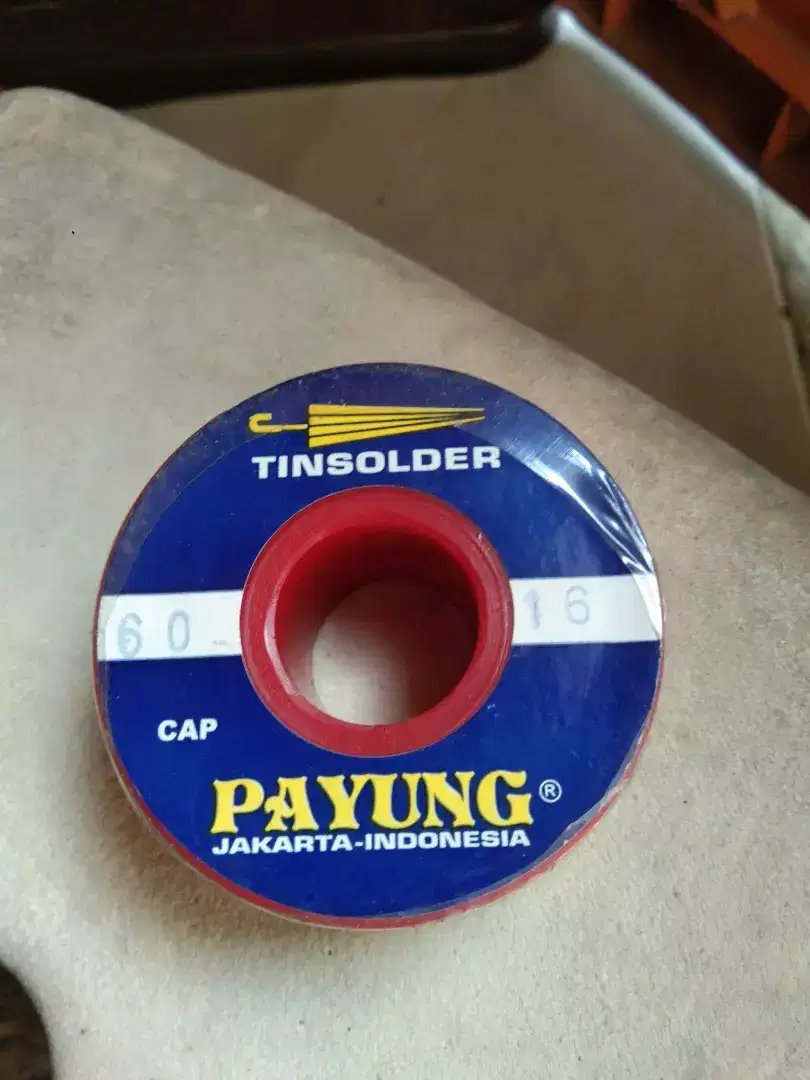 TINSOLDER
60 16
CAP
PAYUNG®
JAKARTA-INDONESIA